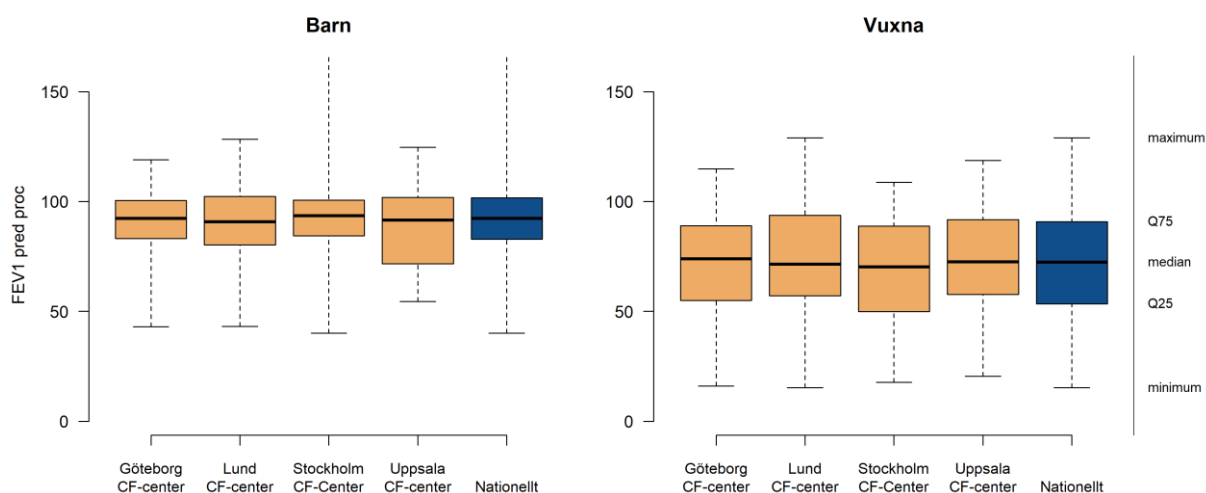 Barn
FEV1 pred proc
150
100
50
0
Göteborg
CF-center
Lund
CF-center
Stockholm
CF-Center
Uppsala
CF-center
Nationellt
Vuxna
150
100
50
0
Göteborg
CF-center
Lund
CF-center
Stockholm
CF-Center
Uppsala
CF-center
Nationellt
maximum
Q75
median
Q25
minimum